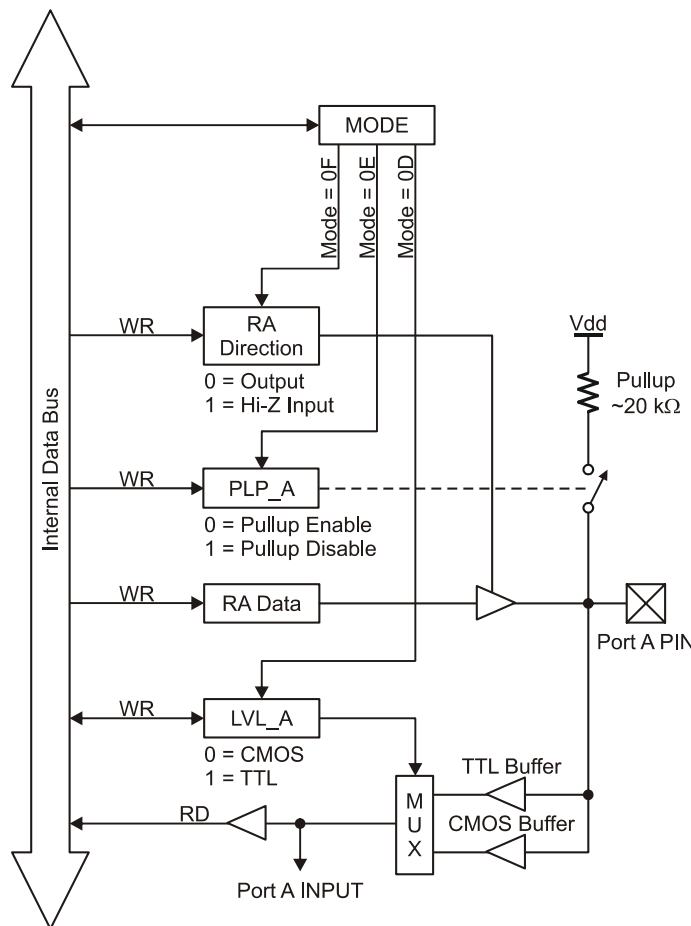 MODE
Mode = 0F
Mode = 0E
Mode = 0D
Internal Data Bus
WR
RA
Direction
0 = Output
1 = Hi-Z Input
Vdd
Pullup
~20 kΩ
WR
PLP_A
0 = Pullup Enable
1 = Pullup Disable
WR
RA Data
Port A PIN
WR
LVL_A
0 = CMOS
1 = TTL
TTL Buffer
M
U
X
CMOS Buffer
RD
Port A INPUT